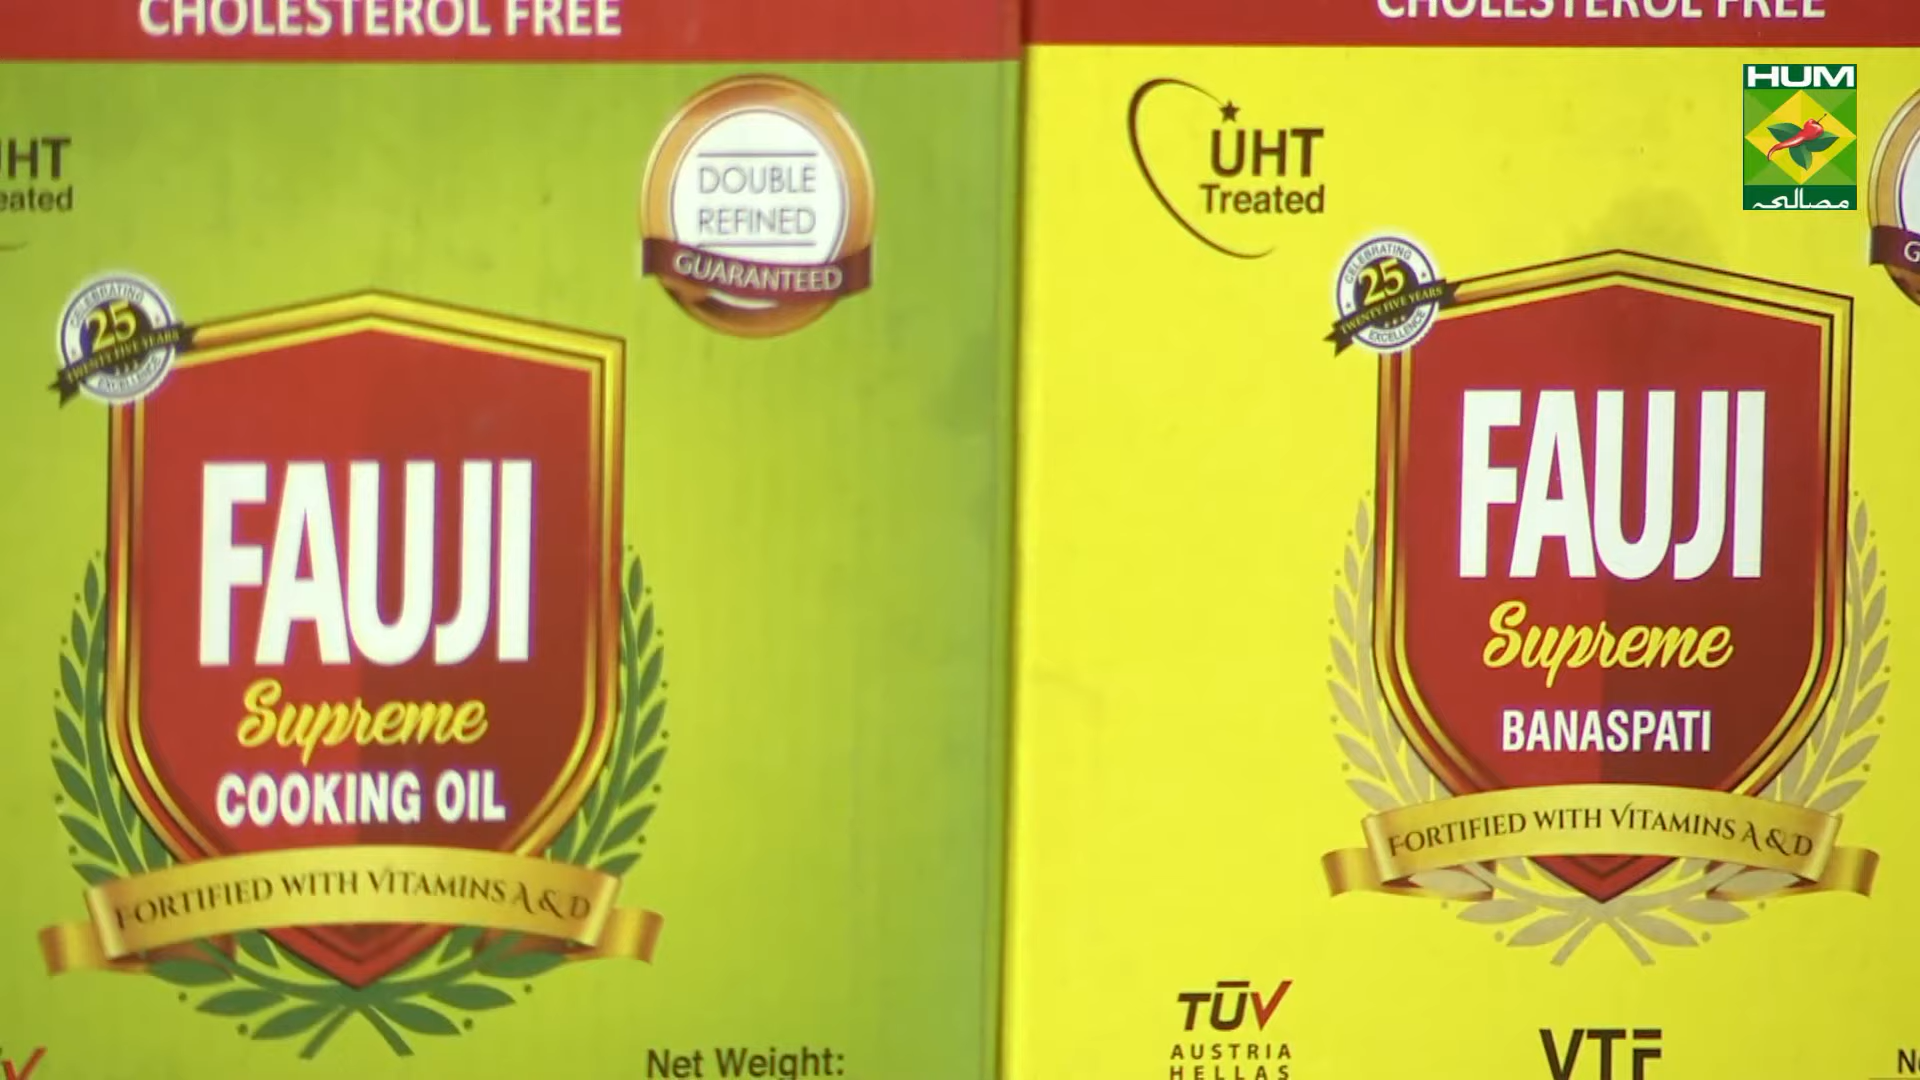 CHOLESTEROL FREE
UHT
Treated
DOUBLE
REFINED
GUARANTEED
CELEBRATING
25
TWENTY FIVE YEARS
EXCELLENCE
FAUJI
Supreme
COOKING OIL
FORTIFIED WITH VITAMINS A & D
Net Weight:
CHOLESTEROL FREE
UHT
Treated
HUM
مصالحہ
CELEBRATING
25
TWENTY FIVE YEARS
EXCELLENCE
FAUJI
Supreme
BANASPATI
FORTIFIED WITH VITAMINS A & D
TÜV
AUSTRIA
HELLAS
VTF